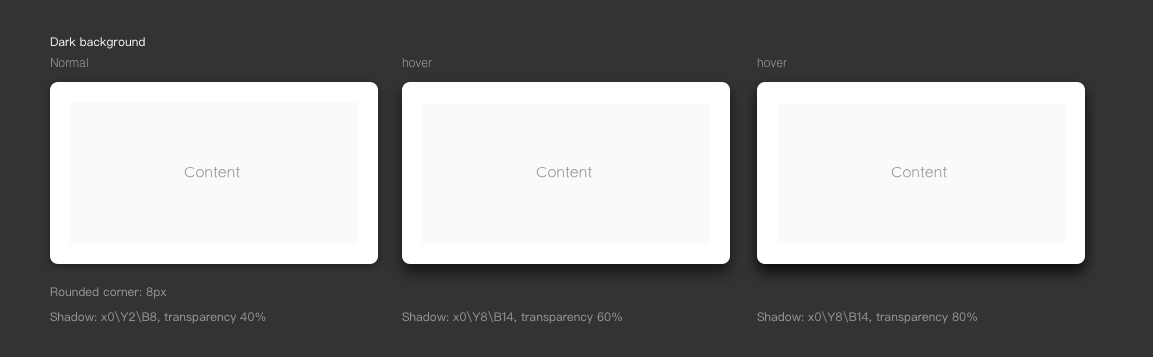 Dark background
Normal
hover
hover
Content
Content
Content
Rounded corner: 8px
Shadow: x0\Y2\B8, transparency 40%
Shadow: x0\Y8\B14, transparency 60%
Shadow: x0\Y8\B14, transparency 80%